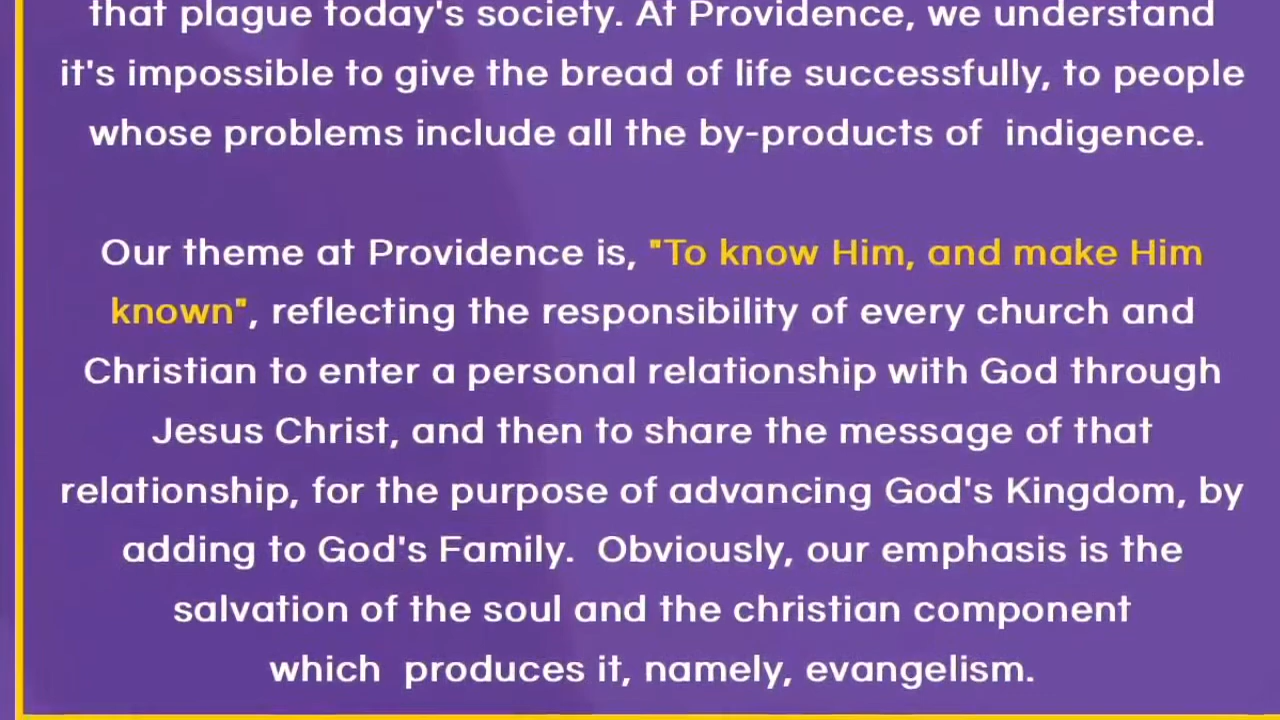 that plague today's society. At Providence, we understand
it's impossible to give the bread of life successfully, to people
whose problems include all the by-products of  indigence.
Our theme at Providence is, "To know Him, and make Him
known", reflecting the responsibility of every church and
Christian to enter a personal relationship with God through
Jesus Christ, and then to share the message of that
relationship, for the purpose of advancing God's Kingdom, by
adding to God's Family.  Obviously, our emphasis is the
salvation of the soul and the christian component
which  produces it, namely, evangelism.